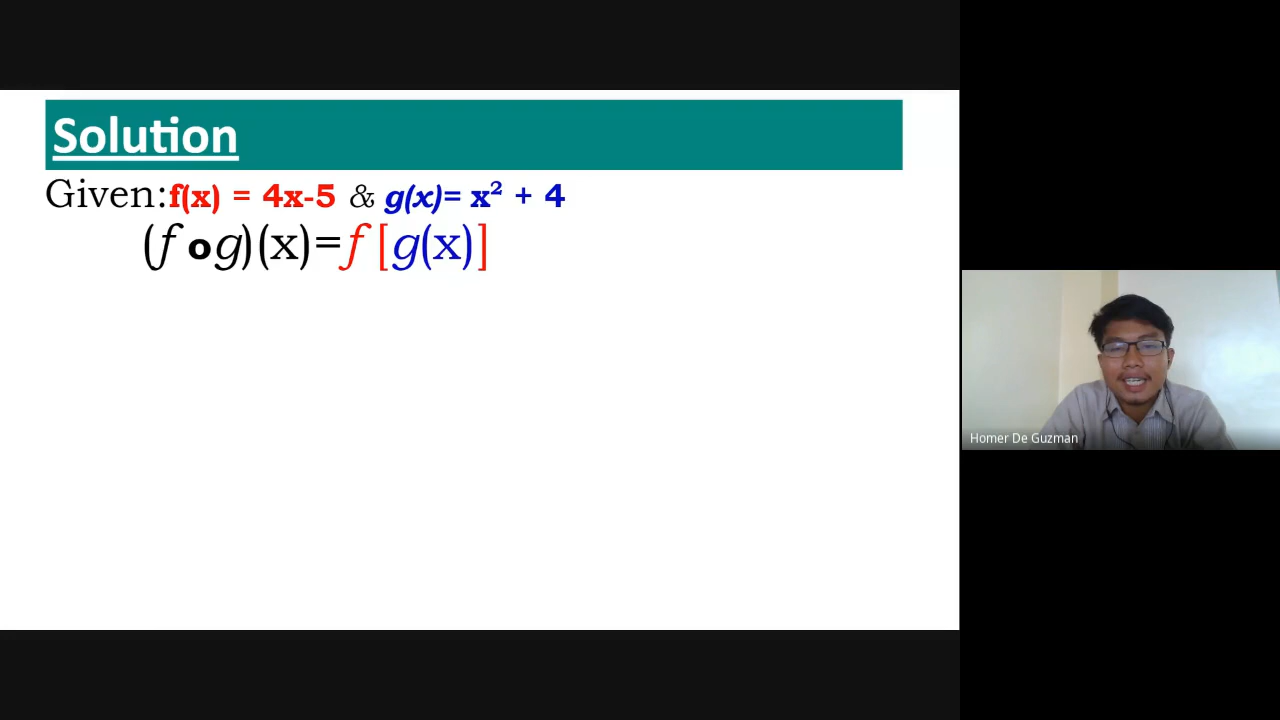 Solution
Given:f(x) = 4x-5 & g(x)= x² + 4
(f o g)(x)=f [g(x)]
Homer De Guzman